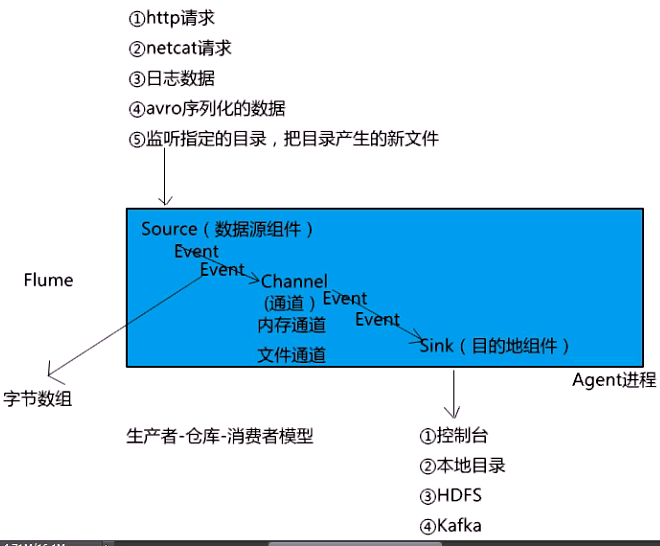 ①http请求
②netcat请求
③日志数据
④avro序列化的数据
⑤监听指定的目录，把目录产生的新文件
Source（数据源组件）
Event
Event
Flume
Channel
(通道）
Event
内存通道
Event
Sink（目的地组件）
文件通道
Agent进程
字节数组
生产者-仓库-消费者模型
①控制台
②本地目录
③HDFS
④Kafka